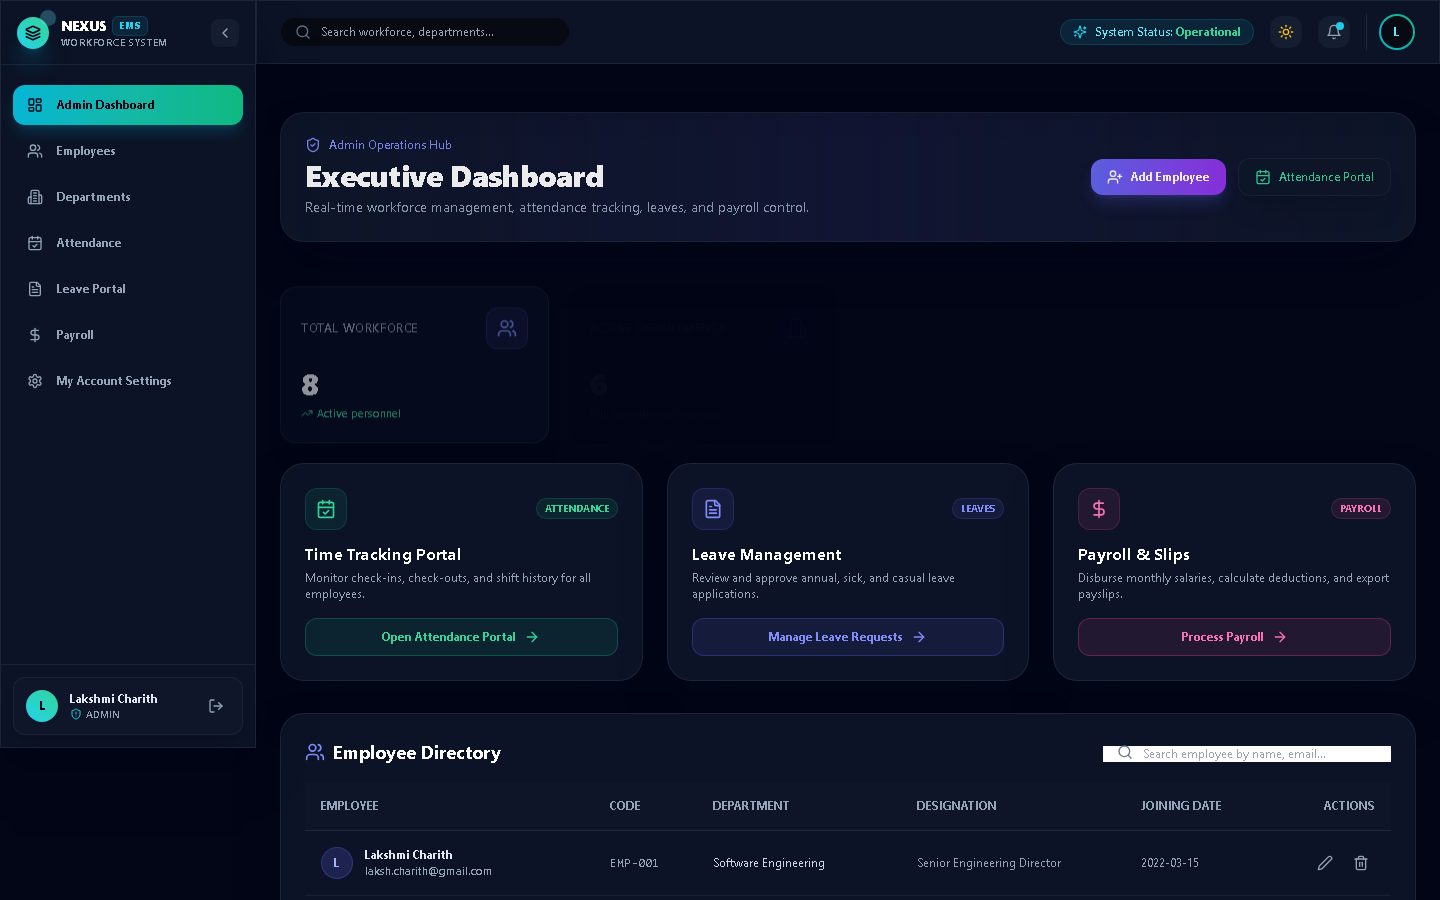 NEXUS EMS
WORKFORCE SYSTEM
Search workforce, departments...
System Status: Operational
L
Admin Dashboard
Employees
Departments
Attendance
Leave Portal
Payroll
My Account Settings
L
Lakshmi Charith
ADMIN
Admin Operations Hub
Executive Dashboard
Real-time workforce management, attendance tracking, leaves, and payroll control.
Add Employee
Attendance Portal
TOTAL WORKFORCE
8
Active personnel
6
ATTENDANCE
Time Tracking Portal
Monitor check-ins, check-outs, and shift history for all
employees.
Open Attendance Portal
LEAVES
Leave Management
Review and approve annual, sick, and casual leave
applications.
Manage Leave Requests
PAYROLL
Payroll & Slips
Disburse monthly salaries, calculate deductions, and export
payslips.
Process Payroll
Employee Directory
Search employee by name, email...
EMPLOYEE CODE DEPARTMENT DESIGNATION JOINING DATE ACTIONS
L
Lakshmi Charith
laksh.charith@gmail.com
EMP-001
Software Engineering
Senior Engineering Director
2022-03-15